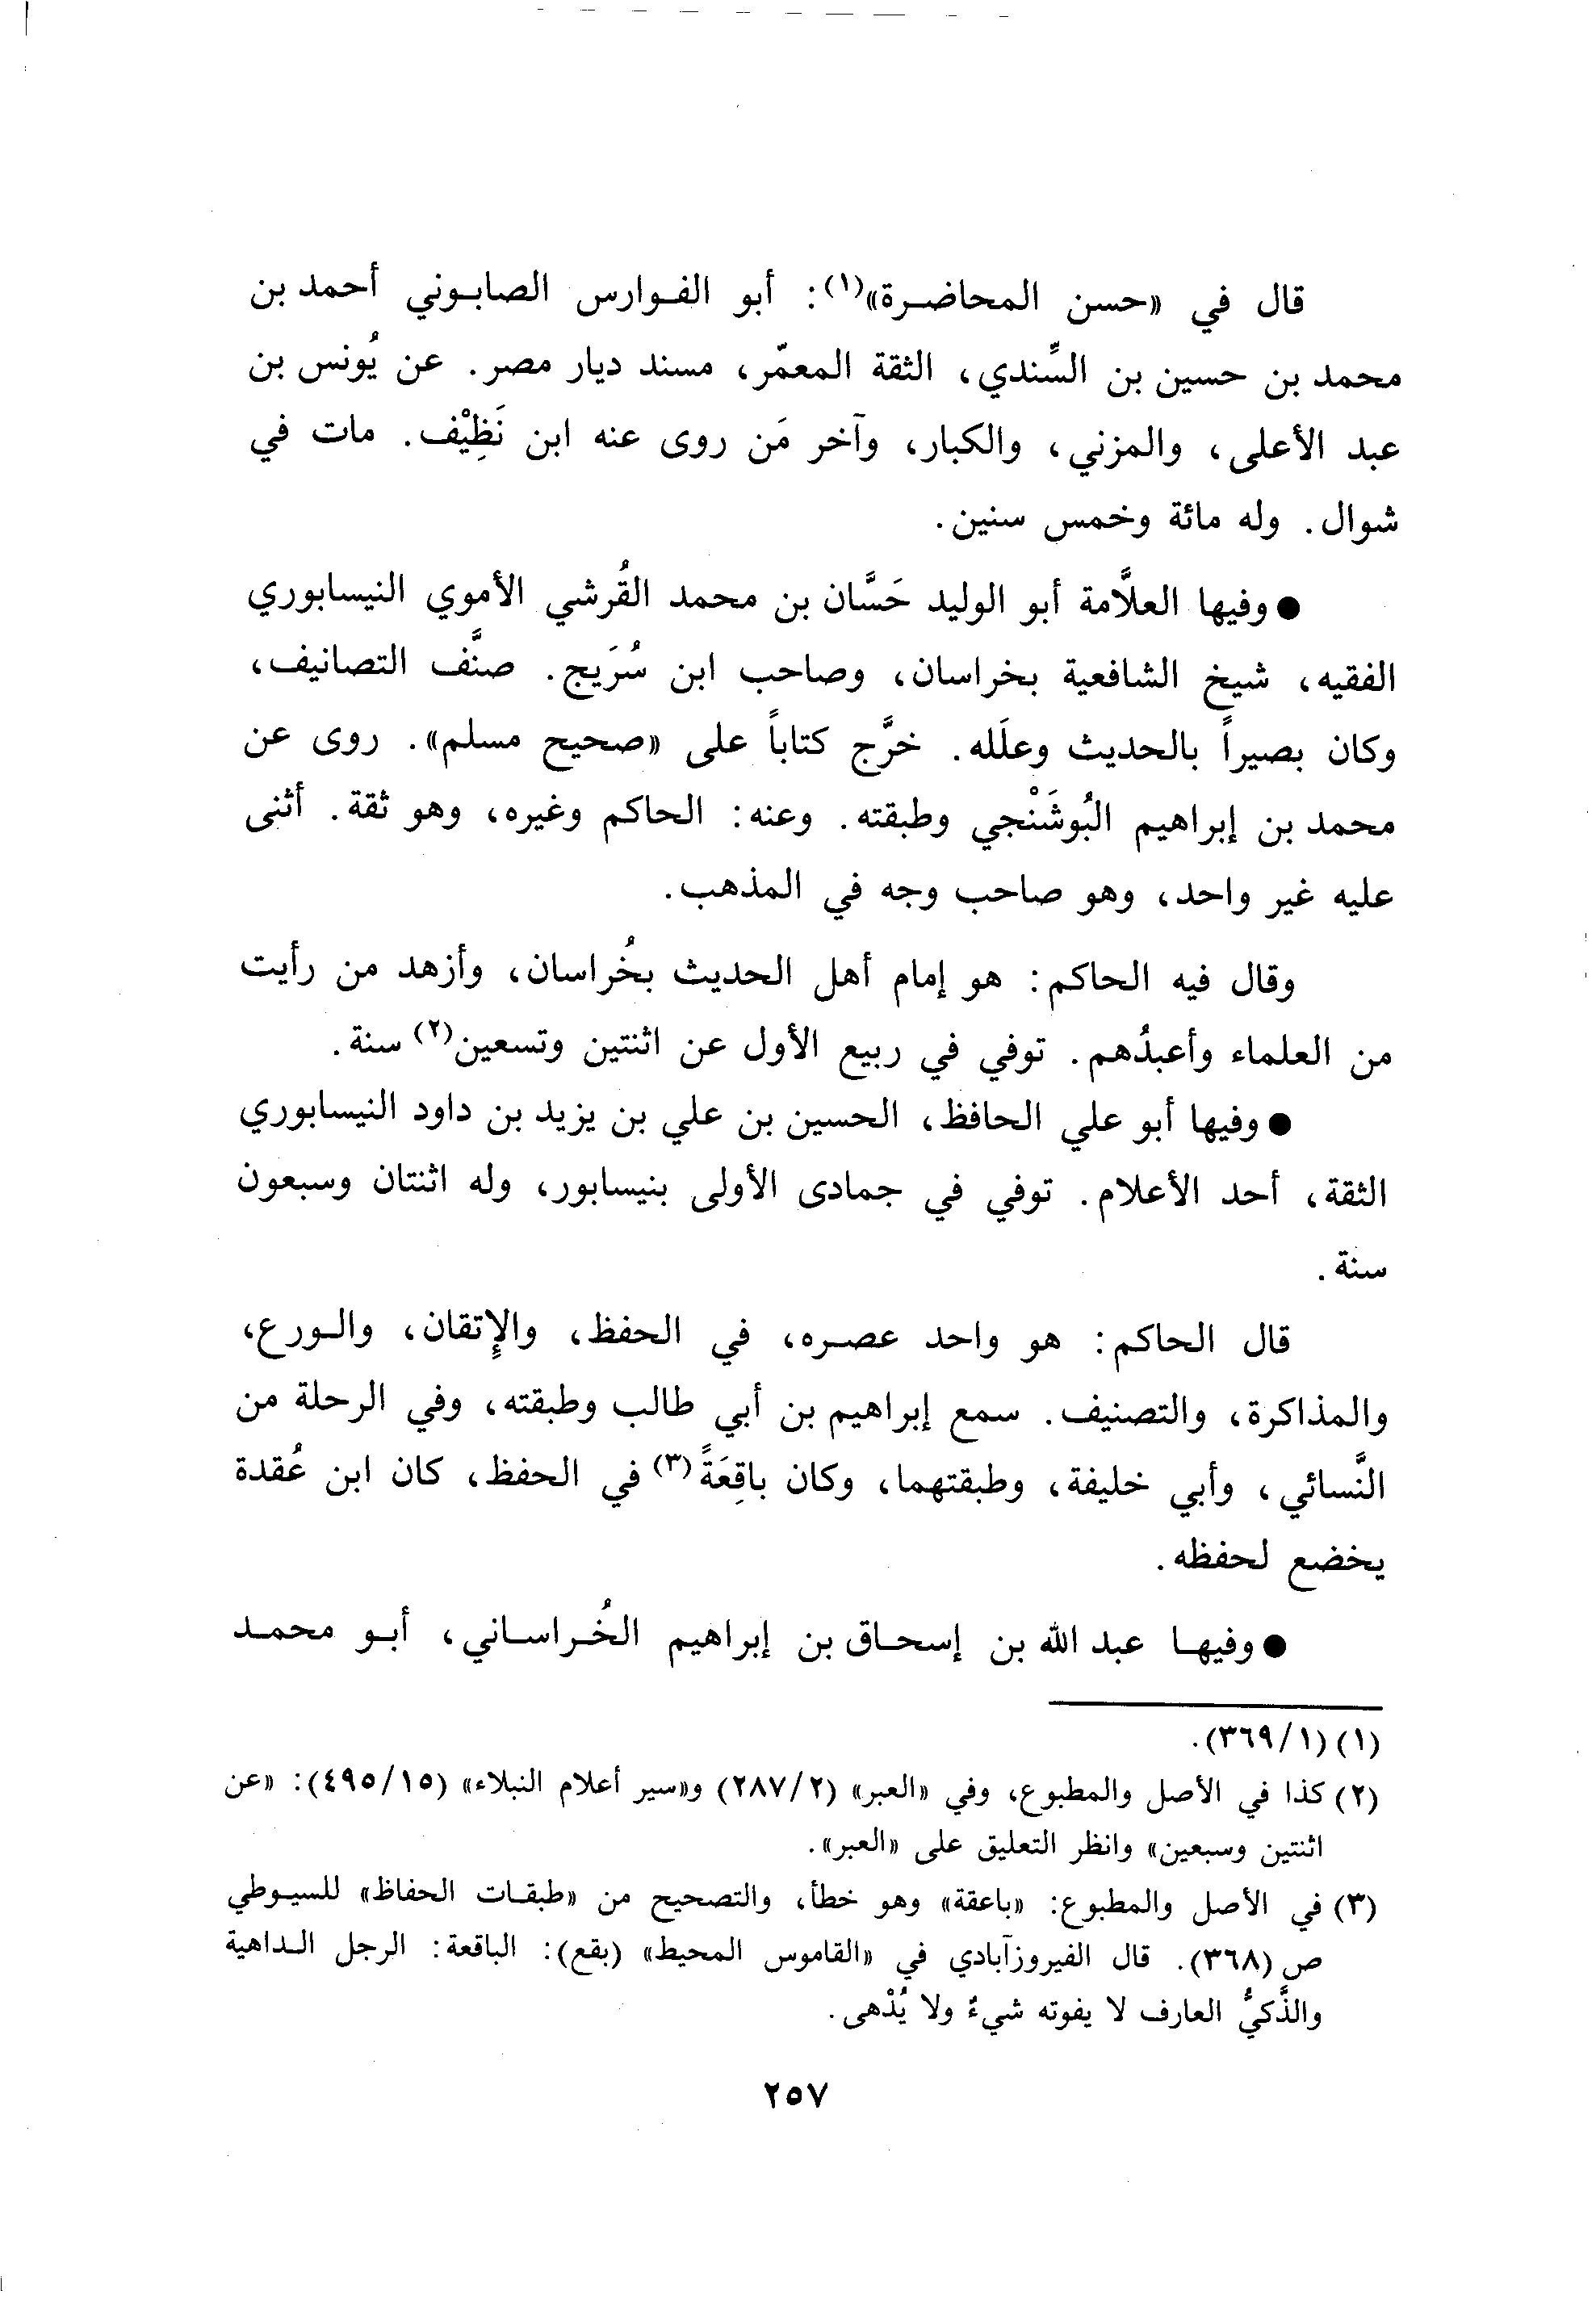 قال في «حسن المحاضرة»(١): أبو الفوارس الصابوني أحمد بن
محمد بن حسين بن السِّندي، الثقة المعمّر، مسند ديار مصر. عن يُونس بن
عبد الأعلى، والمزني، والكبار، وآخر مَن روى عنه ابن نَظِيْف. مات في
شوال. وله مائة وخمس سنين.
● وفيها العلاَّمة أبو الوليد حَسَّان بن محمد القُرشي الأموي النيسابوري
الفقيه، شيخ الشافعية بخراسان، وصاحب ابن سُرَيج. صنَّف التصانيف،
وكان بصيراً بالحديث وعلَله. خرَّج كتاباً على «صحيح مسلم». روى عن
محمد بن إبراهيم البُوشَنْجي وطبقته. وعنه: الحاكم وغيره، وهو ثقة. أثنى
عليه غير واحد، وهو صاحب وجه في المذهب.
وقال فيه الحاكم: هو إمام أهل الحديث بخُراسان، وأزهد من رأيت
من العلماء وأعبدُهم. توفي في ربيع الأول عن اثنتين وتسعين(٢) سنة.
● وفيها أبو علي الحافظ، الحسين بن علي بن يزيد بن داود النيسابوري
الثقة، أحد الأعلام. توفي في جمادى الأولى بنيسابور، وله اثنتان وسبعون
سنة.
قال الحاكم: هو واحد عصره، في الحفظ، والإِتقان، والورع،
والمذاكرة، والتصنيف. سمع إبراهيم بن أبي طالب وطبقته، وفي الرحلة من
النَّسائي، وأبي خليفة، وطبقتهما، وكان باقِعَةً(٣) في الحفظ، كان ابن عُقدة
يخضع لحفظه.
● وفيها عبد الله بن إسحاق بن إبراهيم الخُراساني، أبو محمد
(١) (٣٦٩/١).
(٢) كذا في الأصل والمطبوع، وفي «العبر» (٢٨٧/٢) و«سير أعلام النبلاء» (٤٩٥/١٥): «عن
اثنتين وسبعين» وانظر التعليق على «العبر».
(٣) في الأصل والمطبوع: «باعقة» وهو خطأ، والتصحيح من «طبقات الحفاظ» للسيوطي
ص (٣٦٨). قال الفيروزآبادي في «القاموس المحيط» (بقع): الباقعة: الرجل الداهية
والذَّكيُّ العارف لا يفوته شيءٌ ولا يُدْهى.
٢٥٧